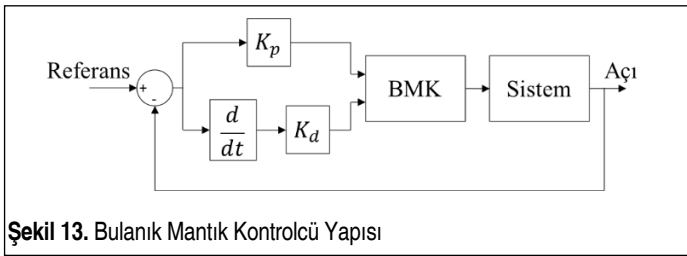 K_p
Referans
Açı
+
-
BMK
Sistem
d
dt
K_d
Şekil 13. Bulanık Mantık Kontrolcü Yapısı